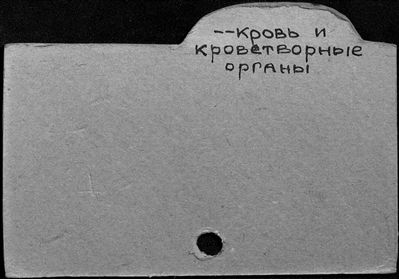 --Кровь и
кроветворные
органы